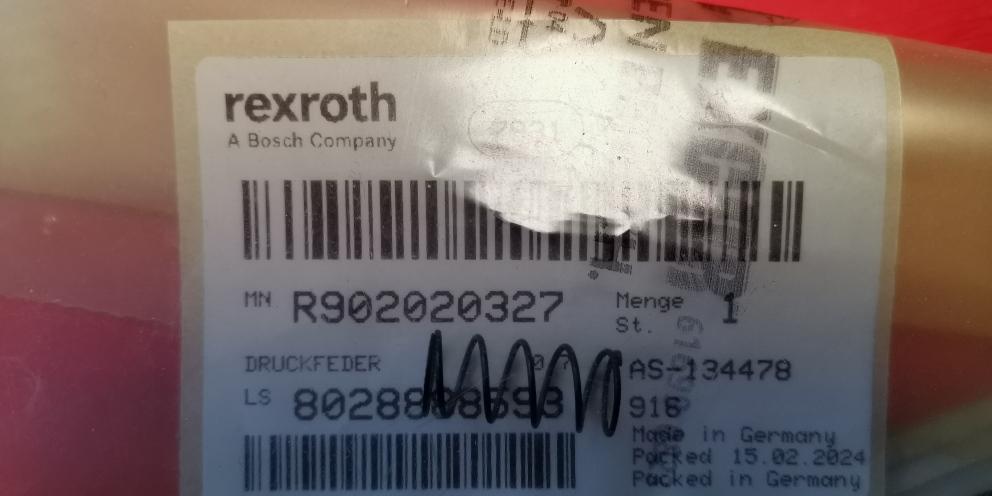 rexroth
A Bosch Company
MN R902020327
Menge 1
St.
DRUCKFEDER
AS-134478
LS
916
Made in Germany
Packed 15.02.2024
Packed in Germany